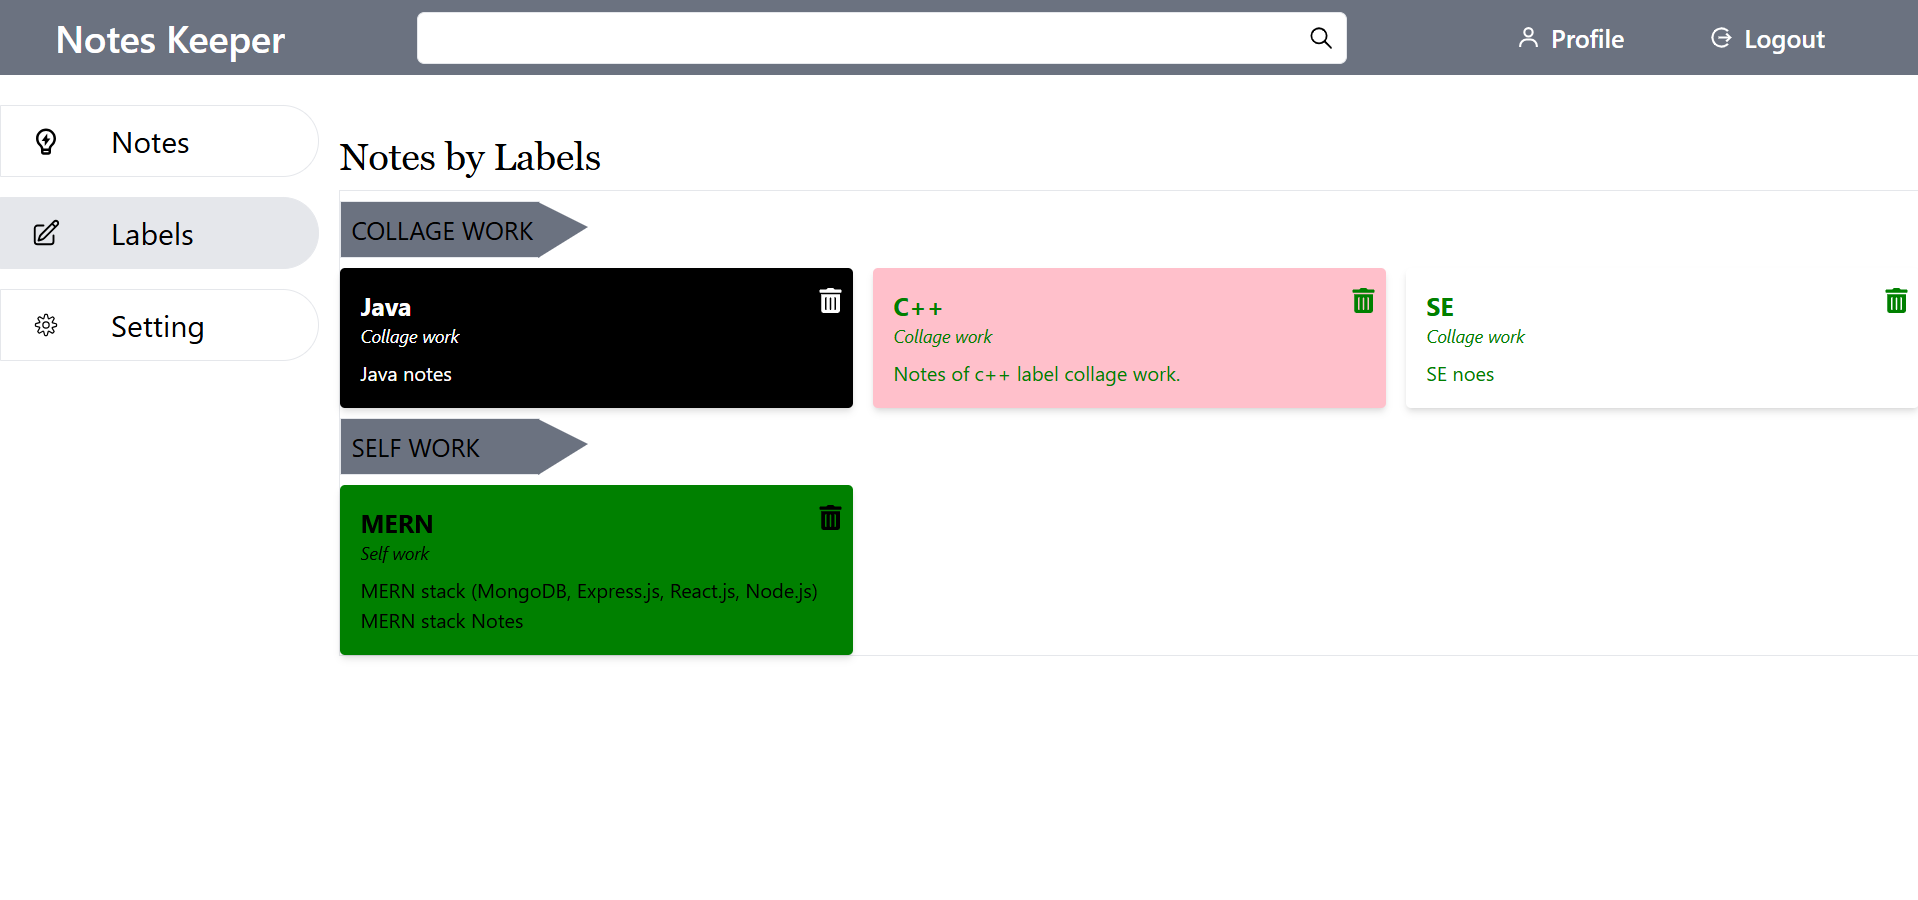 Notes Keeper
Profile
Logout
Notes
Labels
Setting
Notes by Labels
COLLAGE WORK
Java
Collage work
Java notes
C++
Collage work
Notes of c++ label collage work.
SE
Collage work
SE noes
SELF WORK
MERN
Self work
MERN stack (MongoDB, Express.js, React.js, Node.js)
MERN stack Notes